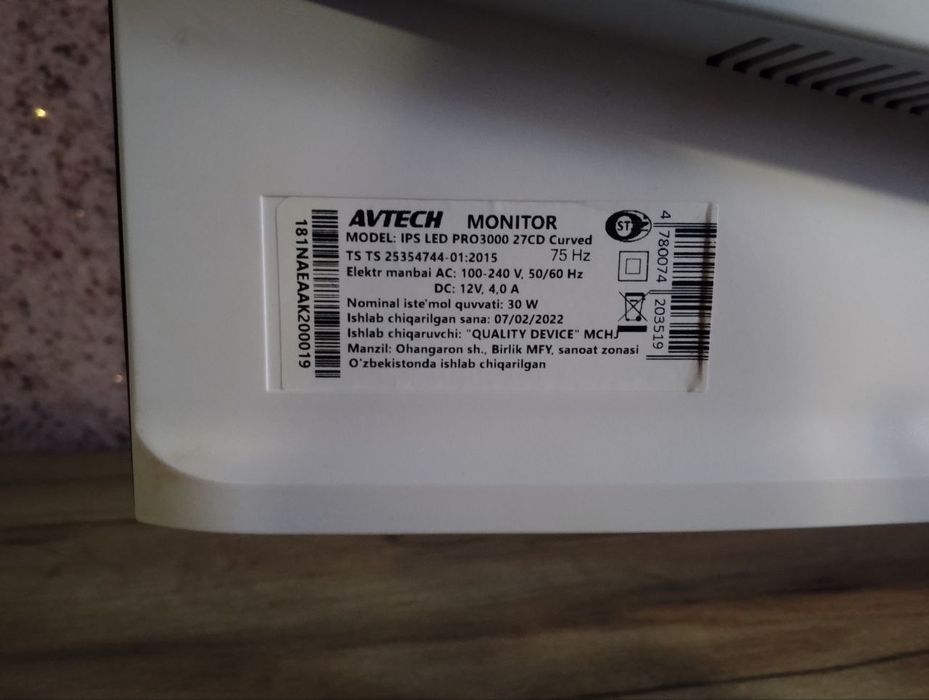 AVTECH MONITOR
MODEL: IPS LED PRO3000 27CD Curved
TS TS 25354744-01:2015 75 Hz
Elektr manbai AC: 100-240 V, 50/60 Hz
DC: 12V, 4,0 A
Nominal iste'mol quvvati: 30 W
Ishlab chiqarilgan sana: 07/02/2022
Ishlab chiqaruvchi: "QUALITY DEVICE" MCHJ
Manzil: Ohangaron sh., Birlik MFY, sanoat zonasi
O'zbekistonda ishlab chiqarilgan
181NAEAAK200019
ST
4 780074 203519